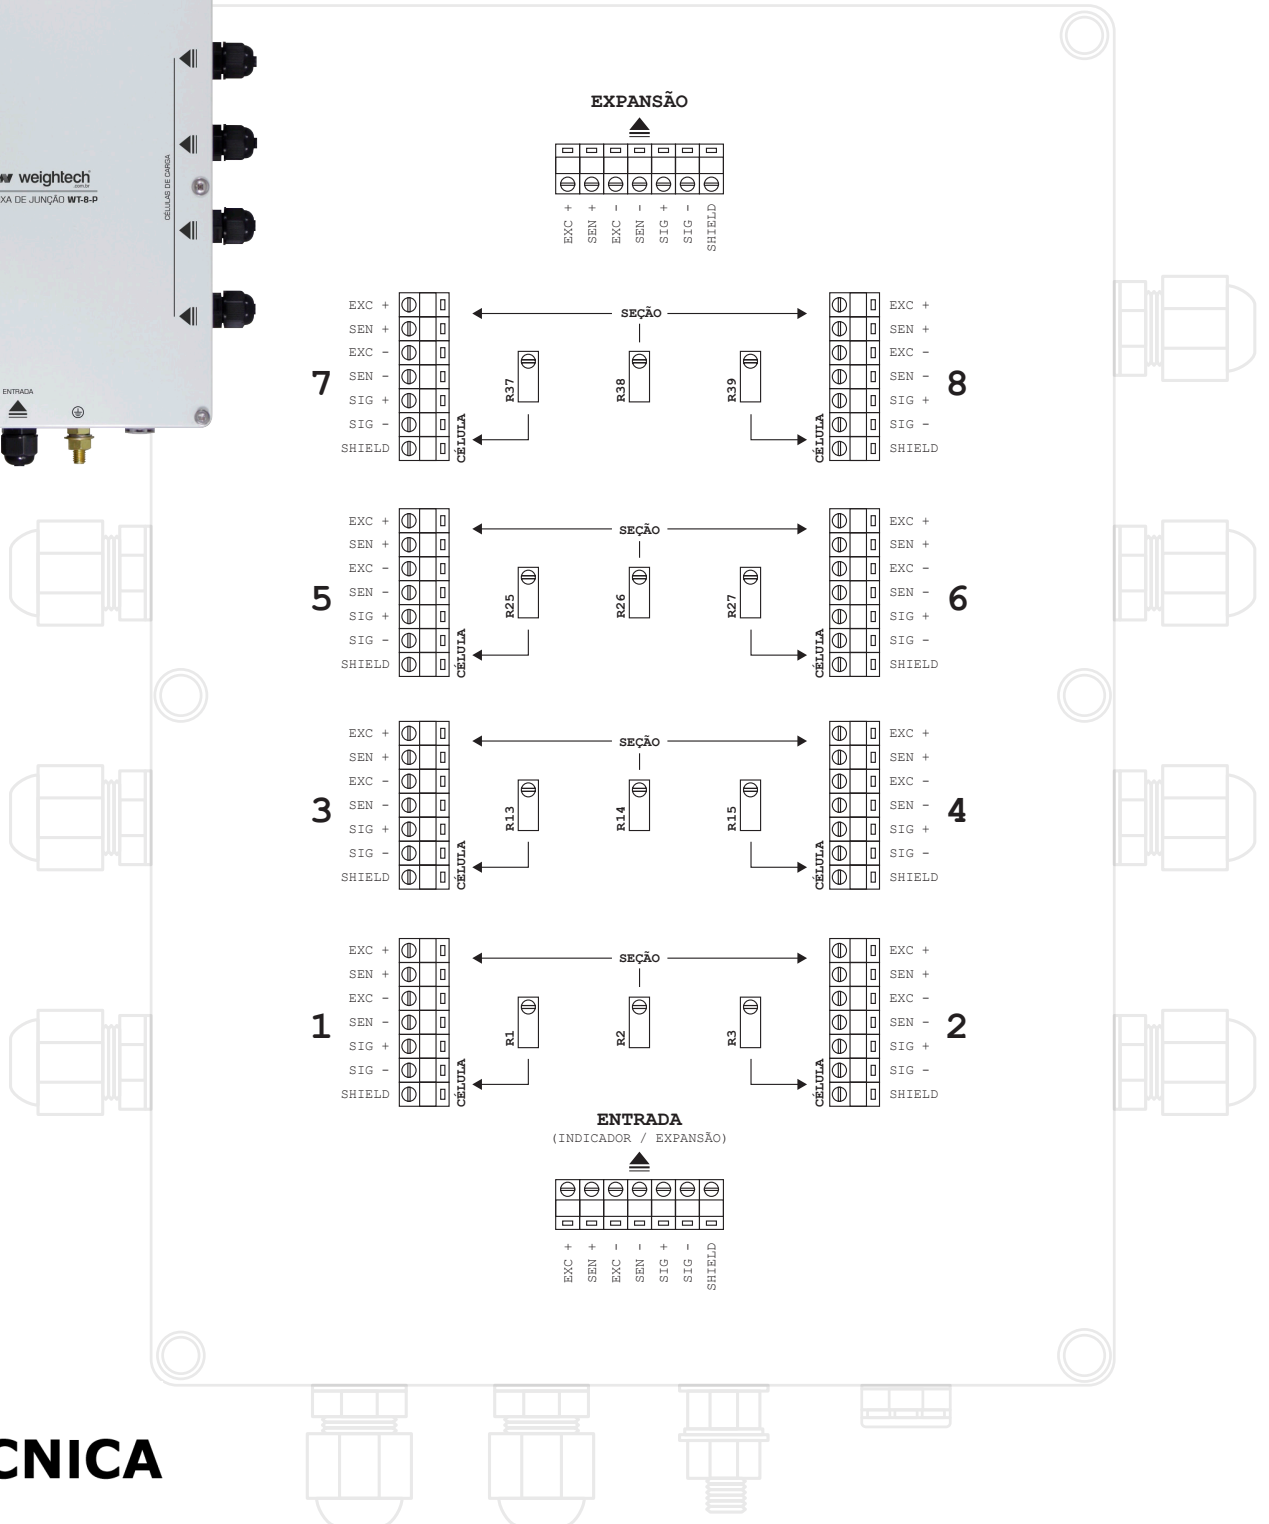 CÉLULAS DE CARGA
weightech
.com.br
XA DE JUNÇÃO WT-8-P
ENTRADA
EXPANSÃO
EXC +
SEN +
EXC -
SEN -
SIG +
SIG -
SHIELD
7
EXC +
SEN +
EXC -
SEN -
SIG +
SIG -
SHIELD
CÉLULA
SEÇÃO
R37
R38
R39
CÉLULA
EXC +
SEN +
EXC -
SEN -
SIG +
SIG -
SHIELD
8
5
EXC +
SEN +
EXC -
SEN -
SIG +
SIG -
SHIELD
CÉLULA
SEÇÃO
R25
R26
R27
CÉLULA
EXC +
SEN +
EXC -
SEN -
SIG +
SIG -
SHIELD
6
3
EXC +
SEN +
EXC -
SEN -
SIG +
SIG -
SHIELD
CÉLULA
SEÇÃO
R13
R14
R15
CÉLULA
EXC +
SEN +
EXC -
SEN -
SIG +
SIG -
SHIELD
4
1
EXC +
SEN +
EXC -
SEN -
SIG +
SIG -
SHIELD
CÉLULA
SEÇÃO
R1
R2
R3
CÉLULA
EXC +
SEN +
EXC -
SEN -
SIG +
SIG -
SHIELD
2
ENTRADA
(INDICADOR / EXPANSÃO)
EXC +
SEN +
EXC -
SEN -
SIG +
SIG -
SHIELD
CNICA